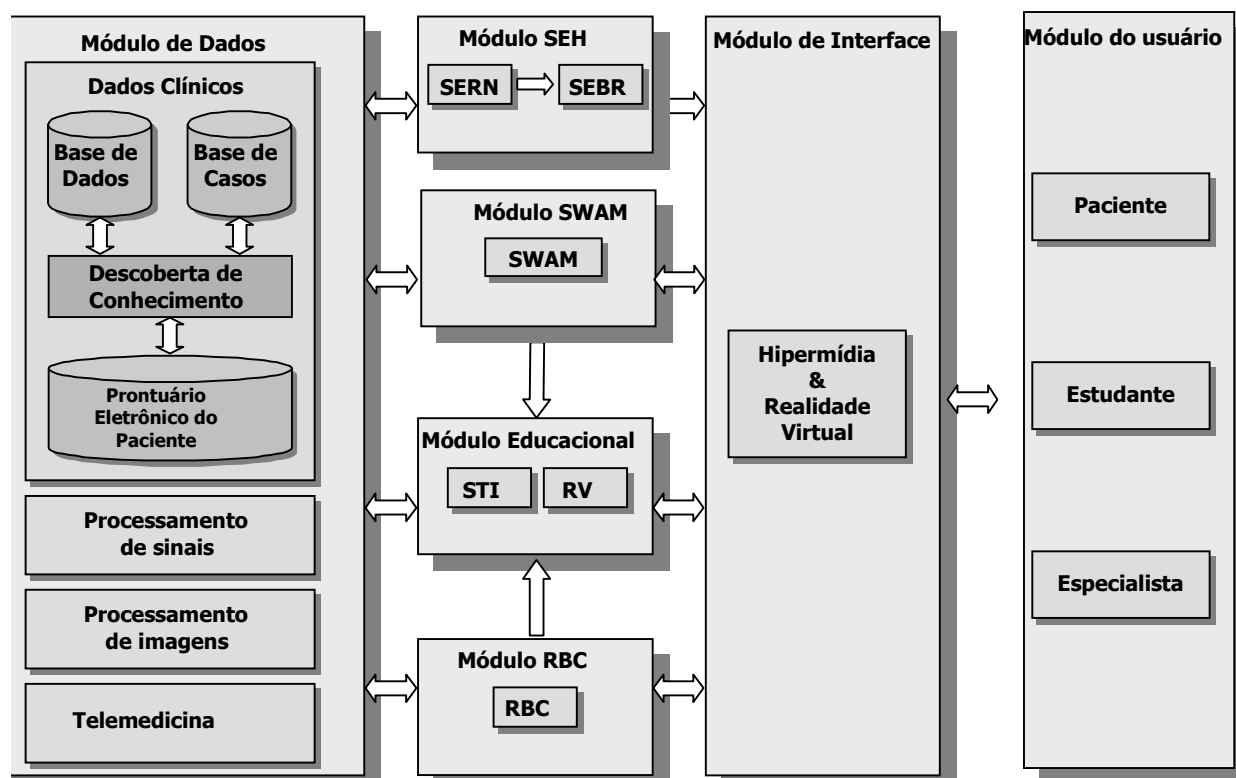 Módulo de Dados
Dados Clínicos
Base de
Dados
Base de
Casos
Descoberta de
Conhecimento
Prontuário
Eletrônico do
Paciente
Processamento
de sinais
Processamento
de imagens
Telemedicina
Módulo SEH
SERN
SEBR
Módulo SWAM
SWAM
Módulo Educacional
STI
RV
Módulo RBC
RBC
Módulo de Interface
Hipermídia
&
Realidade
Virtual
Módulo do usuário
Paciente
Estudante
Especialista